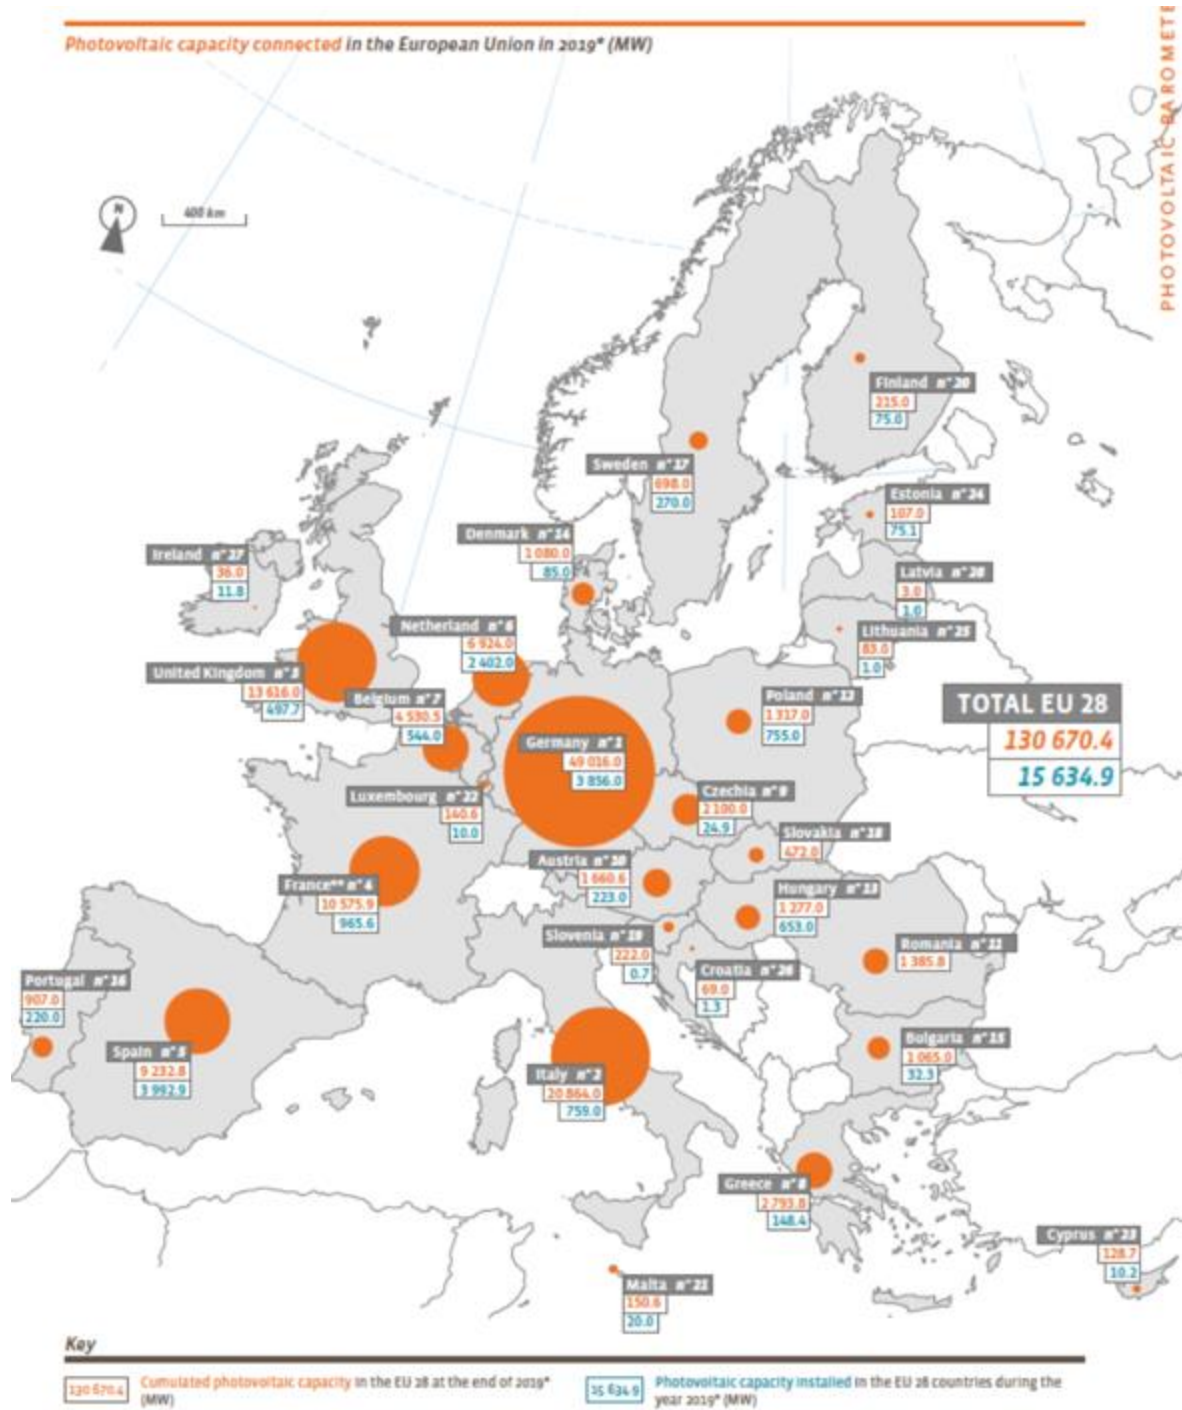 Photovoltaic capacity connected in the European Union in 2019* (MW)
PHOTOVOLTAIC BAROMETE
N
400 km
Finland n°20
215.0
75.0
Sweden n°17
698.0
270.0
Estonia n°24
107.0
75.1
Denmark n°14
1 080.0
85.0
Ireland n°27
36.0
11.8
Latvia n°28
3.0
1.0
Netherland n°6
6 924.0
2 402.0
Lithuania n°25
83.0
1.0
United Kingdom n°3
13 616.0
497.7
Belgium n°7
4 530.5
544.0
Poland n°12
1 317.0
755.0
TOTAL EU 28
130 670.4
15 634.9
Germany n°1
49 016.0
3 856.0
Luxembourg n°22
140.6
10.0
Czechia n°9
2 100.0
24.9
Slovakia n°18
472.0
Austria n°10
1 660.6
223.0
France** n°4
10 575.9
965.6
Hungary n°13
1 277.0
653.0
Slovenia n°19
222.0
0.7
Romania n°11
1 385.8
Croatia n°26
69.0
1.3
Portugal n°16
907.0
220.0
Spain n°5
9 232.8
3 992.9
Bulgaria n°15
1 065.0
32.3
Italy n°2
20 864.0
759.0
Greece n°8
2 793.8
148.4
Cyprus n°23
128.7
10.2
Malta n°21
150.6
20.0
Key
130 670.4
Cumulated photovoltaic capacity in the EU 28 at the end of 2019*
(MW)
15 634.9
Photovoltaic capacity installed in the EU 28 countries during the
year 2019* (MW)